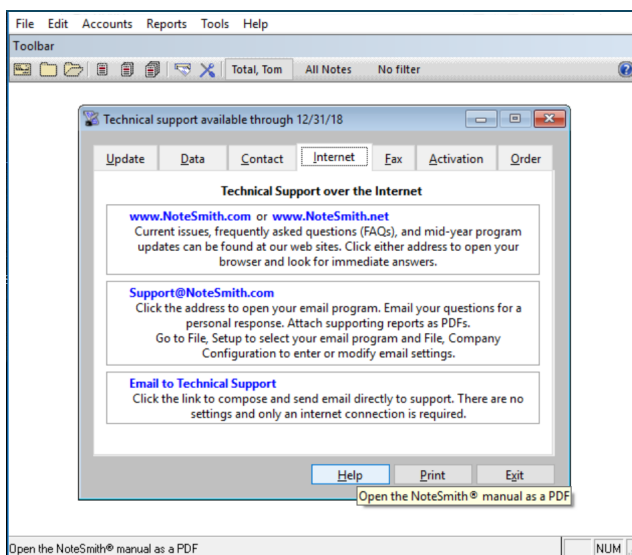 File Edit Accounts Reports Tools Help
Toolbar
Total, Tom All Notes No filter
Technical support available through 12/31/18
Update Data Contact Internet Fax Activation Order
Technical Support over the Internet
www.NoteSmith.com or www.NoteSmith.net
Current issues, frequently asked questions (FAQs), and mid-year program
updates can be found at our web sites. Click either address to open your
browser and look for immediate answers.
Support@NoteSmith.com
Click the address to open your email program. Email your questions for a
personal response. Attach supporting reports as PDFs.
Go to File, Setup to select your email program and File, Company
Configuration to enter or modify email settings.
Email to Technical Support
Click the link to compose and send email directly to support. There are no
settings and only an internet connection is required.
Help Print Exit
Open the NoteSmith® manual as a PDF
Open the NoteSmith® manual as a PDF NUM